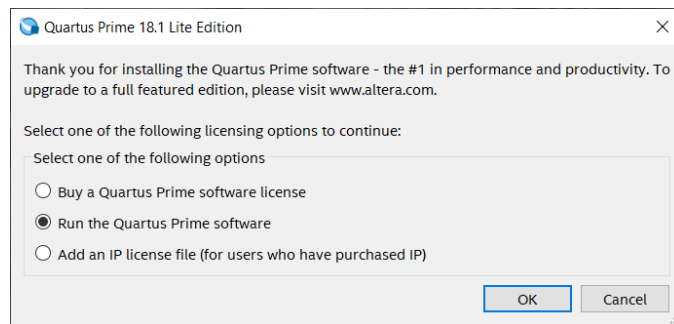 Quartus Prime 18.1 Lite Edition
Thank you for installing the Quartus Prime software - the #1 in performance and productivity. To
upgrade to a full featured edition, please visit www.altera.com.
Select one of the following licensing options to continue:
Select one of the following options
Buy a Quartus Prime software license
Run the Quartus Prime software
Add an IP license file (for users who have purchased IP)
OK Cancel